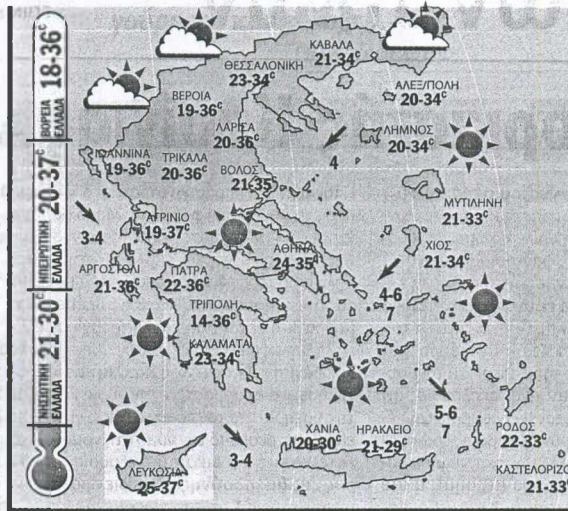 ΒΟΡΕΙΑ
ΕΛΛΑΔΑ
18-36°C
ΗΠΕΙΡΩΤΙΚΗ
ΕΛΛΑΔΑ
20-37°C
ΝΗΣΙΩΤΙΚΗ
ΕΛΛΑΔΑ
21-30°C
ΚΑΒΑΛΑ
21-34°C
ΘΕΣΣΑΛΟΝΙΚΗ
23-34°C
ΑΛΕΞ/ΠΟΛΗ
20-34°C
ΒΕΡΟΙΑ
19-36°C
ΛΑΡΙΣΑ
20-36°C
ΛΗΜΝΟΣ
20-34°C
4
ΙΩΑΝΝΙΝΑ
19-36°C
ΤΡΙΚΑΛΑ
20-36°C
ΒΟΛΟΣ
21-35
4
ΜΥΤΙΛΗΝΗ
21-33°C
3-4
ΑΓΡΙΝΙΟ
19-37°C
ΑΘΗΝΑ
24-35°C
ΧΙΟΣ
21-34°C
ΑΡΓΟΣΤΟΛΙ
21-36°C
ΠΑΤΡΑ
22-36°C
4-6
7
ΤΡΙΠΟΛΗ
14-36°C
ΚΑΛΑΜΑΤΑ
23-34°C
5-6
7
ΧΑΝΙΑ
20-30°C
ΗΡΑΚΛΕΙΟ
21-29°C
ΡΟΔΟΣ
22-33°C
3-4
ΛΕΥΚΩΣΙΑ
25-37°C
ΚΑΣΤΕΛΟΡΙΖΟ
21-33°C